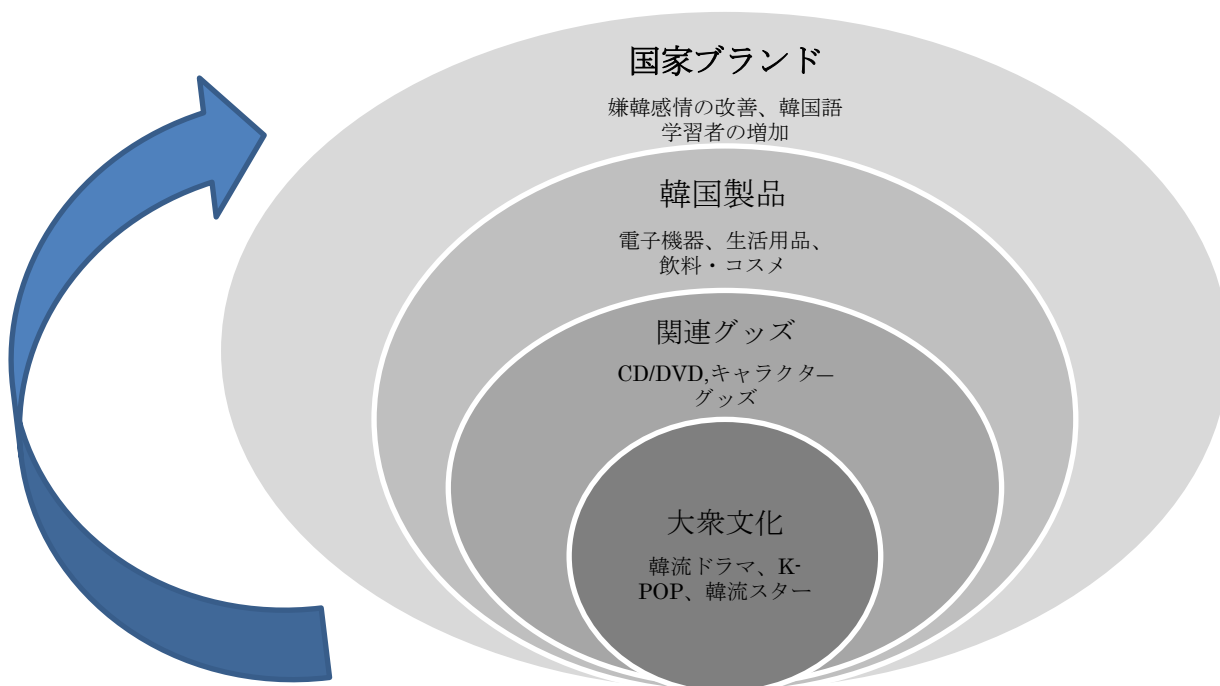 国家ブランド
嫌韓感情の改善、韓国語
学習者の増加
韓国製品
電子機器、生活用品、
飲料・コスメ
関連グッズ
CD/DVD,キャラクター
グッズ
大衆文化
韓流ドラマ、K-
POP、韓流スター